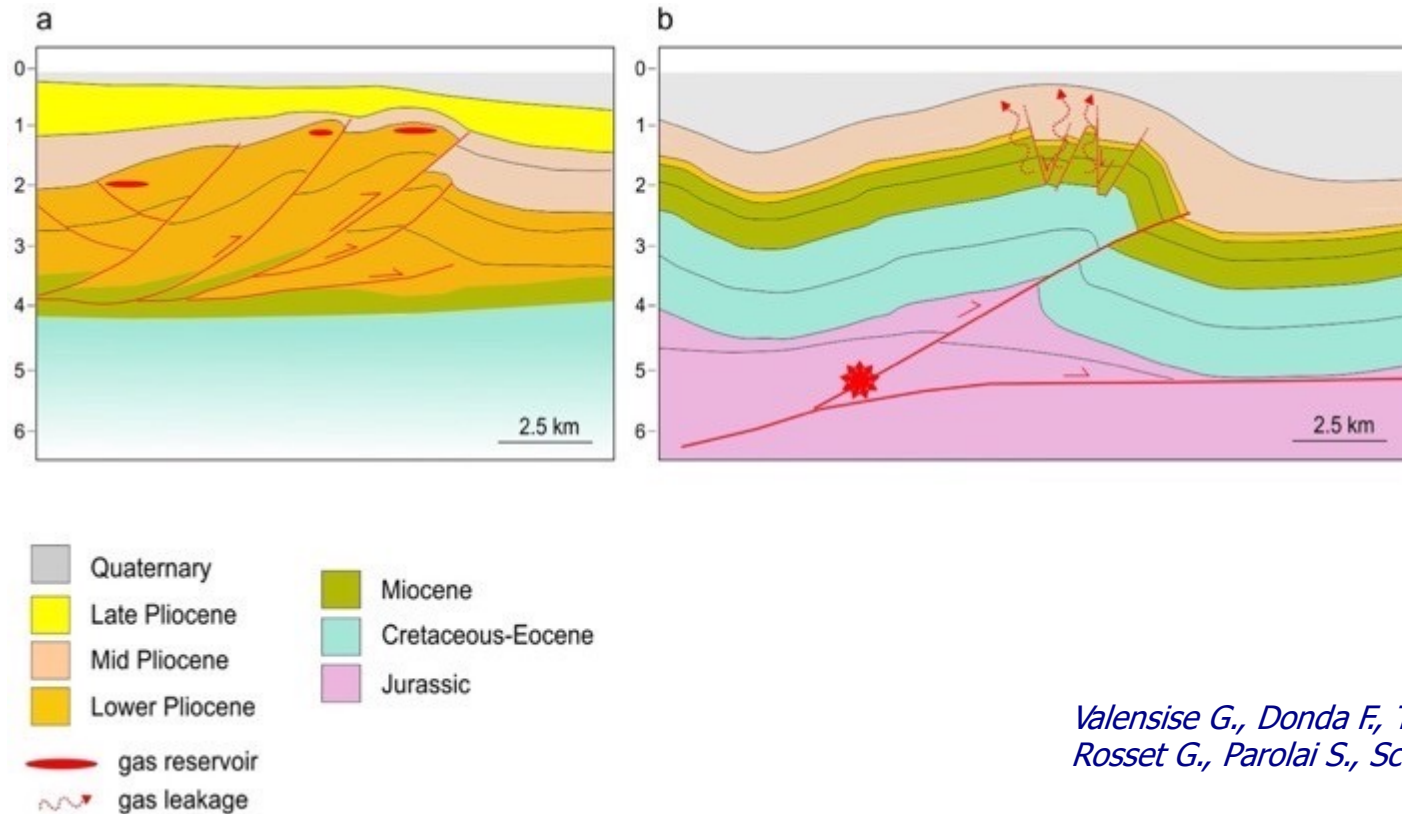 a
b
0
1
2
3
4
5
6
2.5 km
0
1
2
3
4
5
6
2.5 km
Quaternary
Late Pliocene
Mid Pliocene
Lower Pliocene
gas reservoir
gas leakage
Miocene
Cretaceous-Eocene
Jurassic
Valensise G., Donda F.,
Rosset G., Parolai S.,